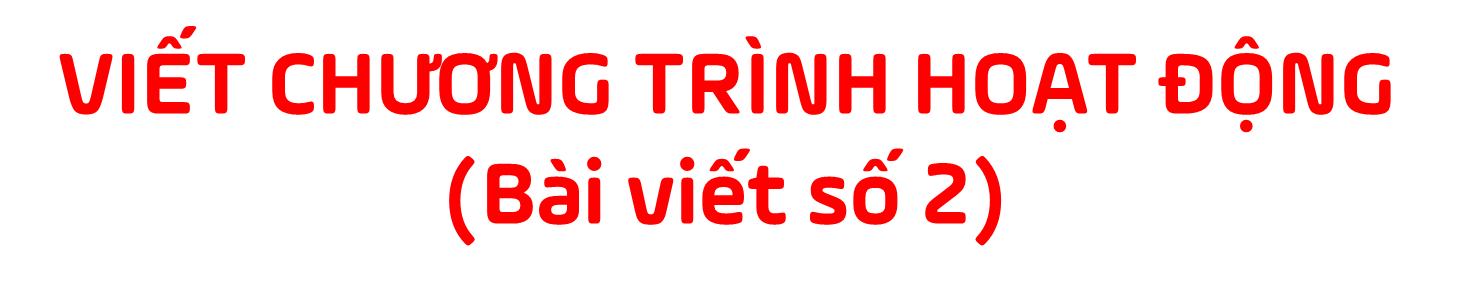 VIẾT CHƯƠNG TRÌNH HOẠT ĐỘNG
(Bài viết số 2)